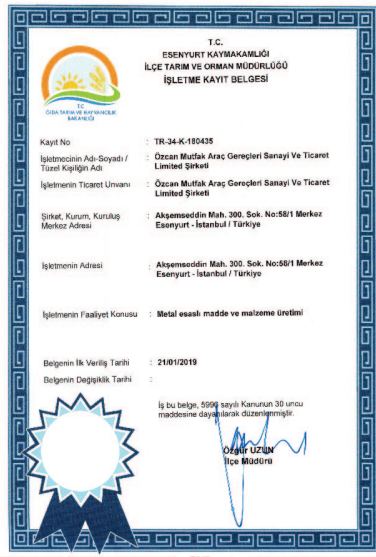 T.C.
ESENYURT KAYMAKAMLIĞI
İLÇE TARIM VE ORMAN MÜDÜRLÜĞÜ
İŞLETME KAYIT BELGESİ
T.C.
GIDA TARIM VE HAYVANCILIK
BAKANLIĞI
Kayıt No : TR-34-K-180435
İşletmecinin Adı-Soyadı / : Özcan Mutfak Araç Gereçleri Sanayi Ve Ticaret
Tüzel Kişiliğin Adı Limited Şirketi
İşletmenin Ticaret Unvanı : Özcan Mutfak Araç Gereçleri Sanayi Ve Ticaret
Limited Şirketi
Şirket, Kurum, Kuruluş : Akşemseddin Mah. 300. Sok. No:58/1 Merkez
Merkez Adresi Esenyurt - İstanbul / Türkiye
İşletmenin Adresi : Akşemseddin Mah. 300. Sok. No:58/1 Merkez
Esenyurt - İstanbul / Türkiye
İşletmenin Faaliyet Konusu : Metal esaslı madde ve malzeme üretimi
Belgenin İlk Veriliş Tarihi : 21/01/2019
Belgenin Değişiklik Tarihi :
İş bu belge, 5996 sayılı Kanunun 30 uncu
maddesine dayanılarak düzenlenmiştir.
Özgür UZUN
İlçe Müdürü